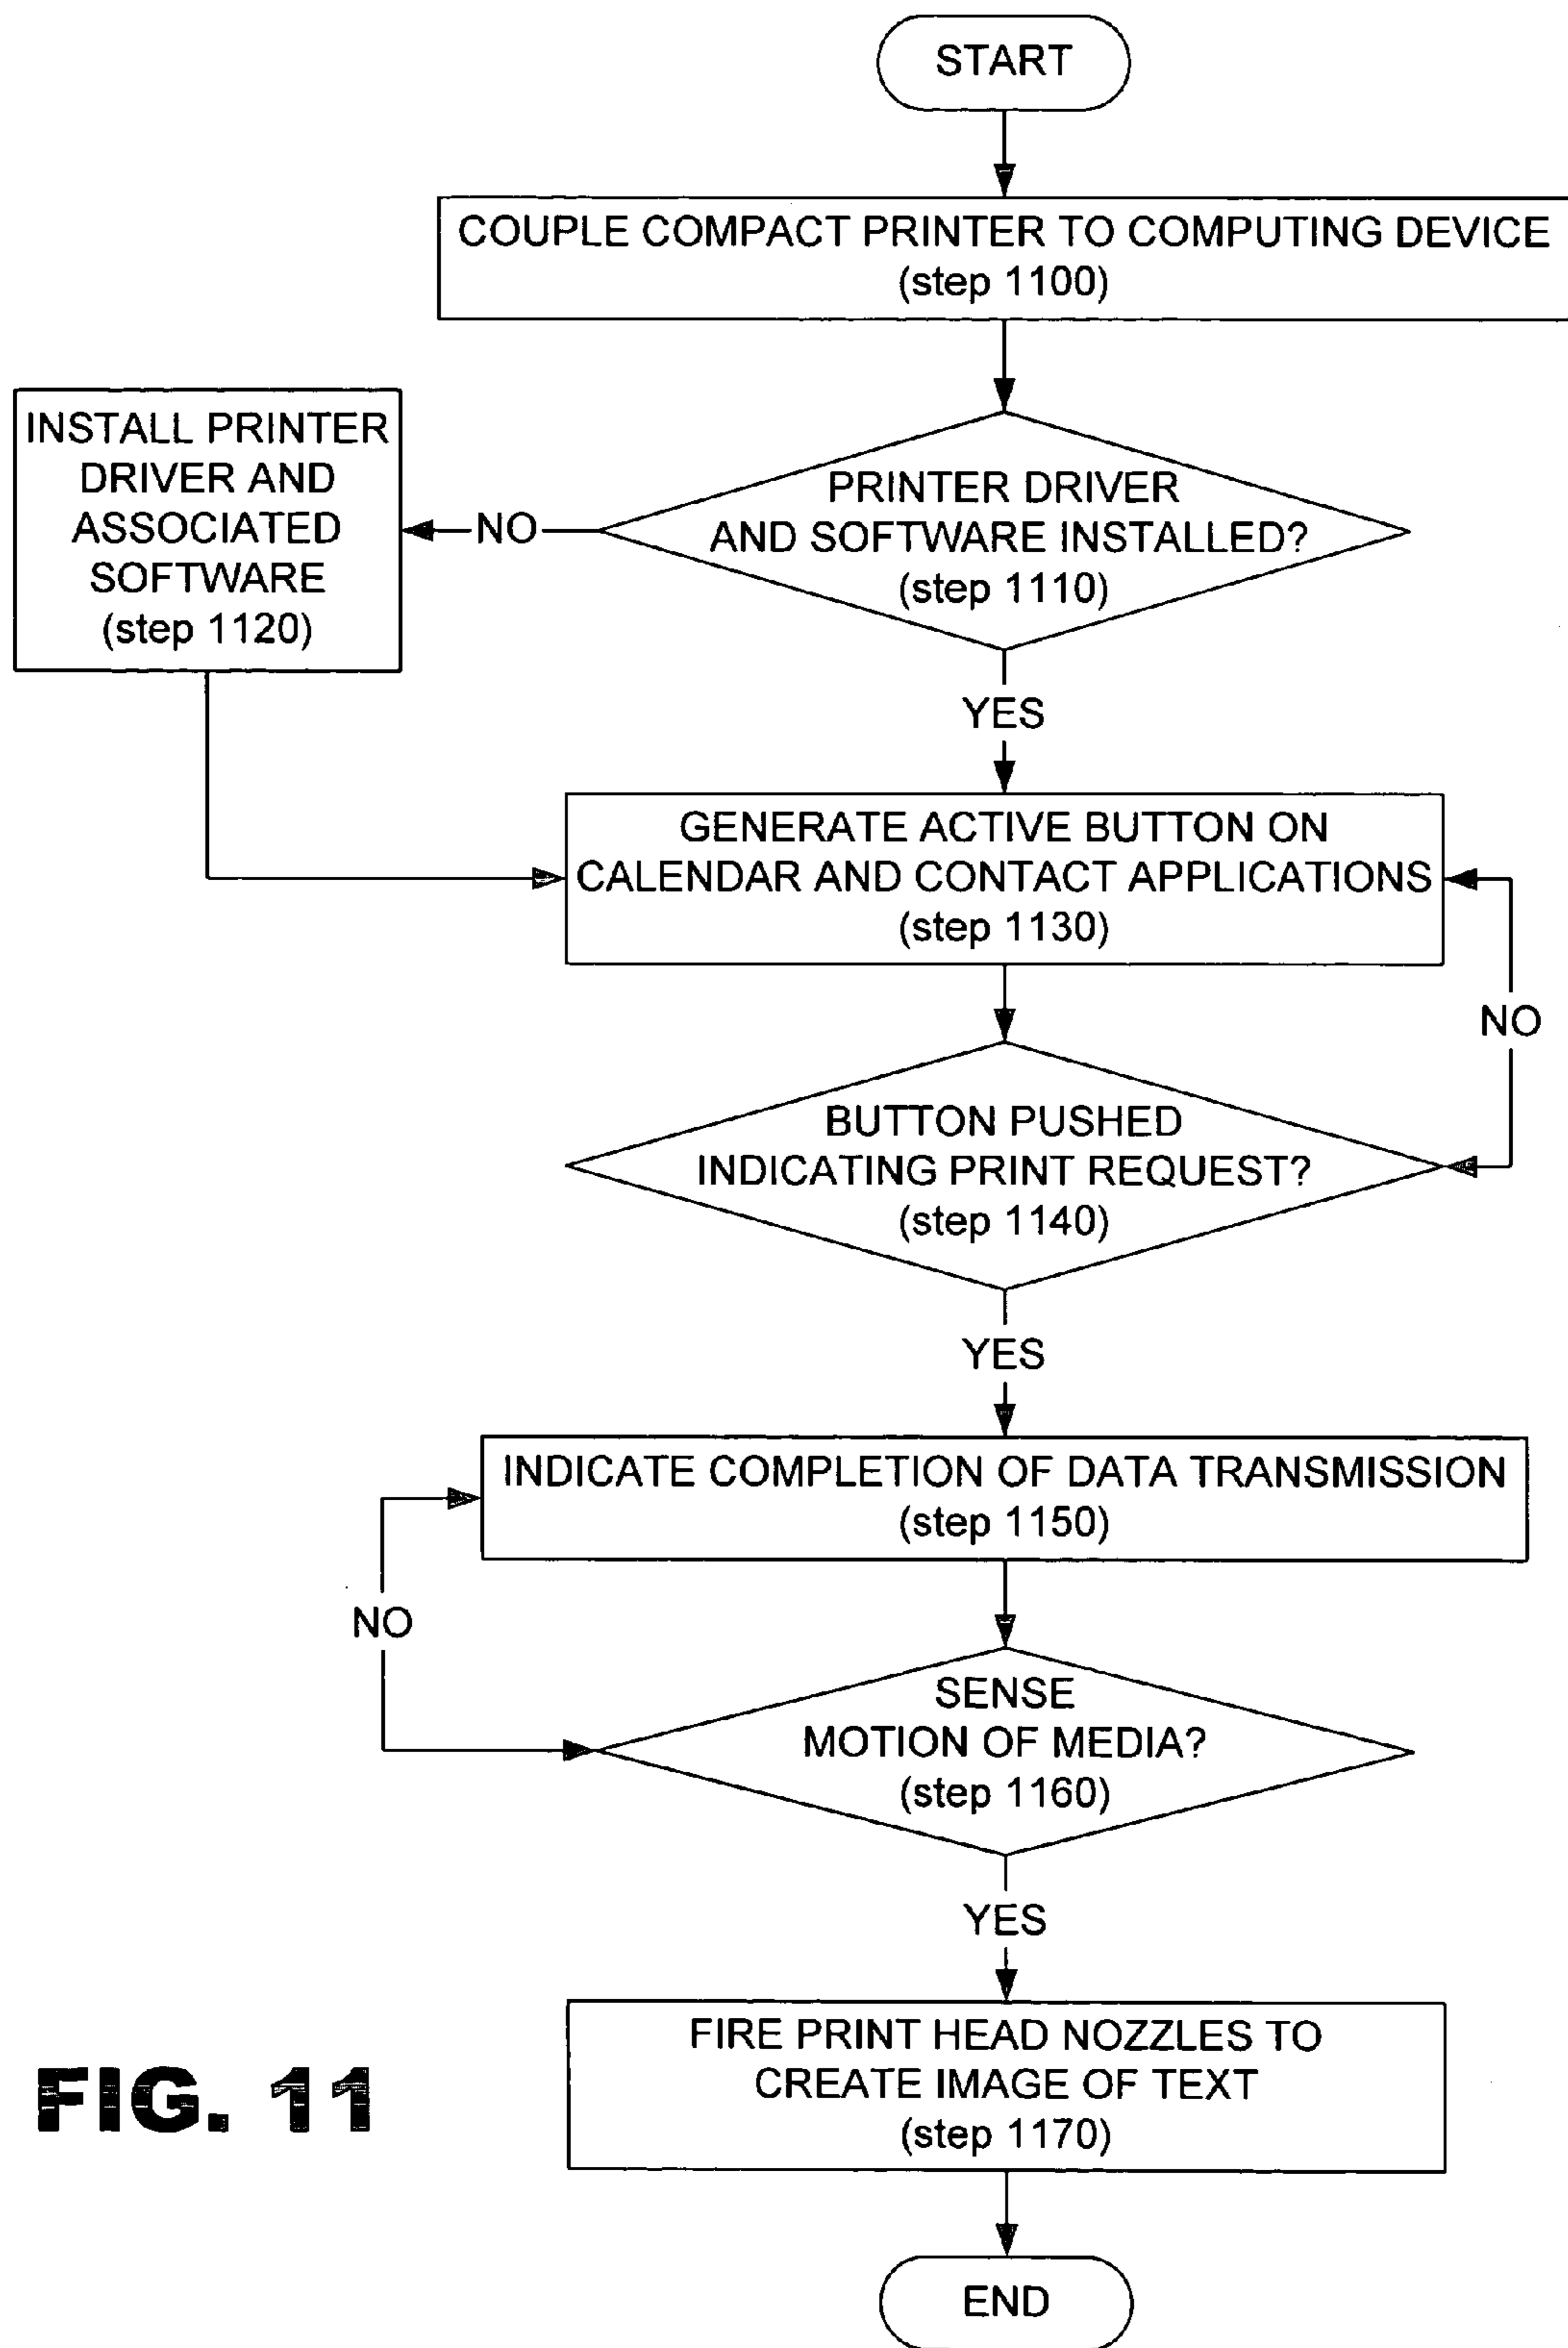 START
COUPLE COMPACT PRINTER TO COMPUTING DEVICE
(step 1100)
INSTALL PRINTER
DRIVER AND
ASSOCIATED
SOFTWARE
(step 1120)
NO
PRINTER DRIVER
AND SOFTWARE INSTALLED?
(step 1110)
YES
GENERATE ACTIVE BUTTON ON
CALENDAR AND CONTACT APPLICATIONS
(step 1130)
NO
BUTTON PUSHED
INDICATING PRINT REQUEST?
(step 1140)
YES
INDICATE COMPLETION OF DATA TRANSMISSION
(step 1150)
NO
SENSE
MOTION OF MEDIA?
(step 1160)
YES
FIRE PRINT HEAD NOZZLES TO
CREATE IMAGE OF TEXT
(step 1170)
FIG. 11
END